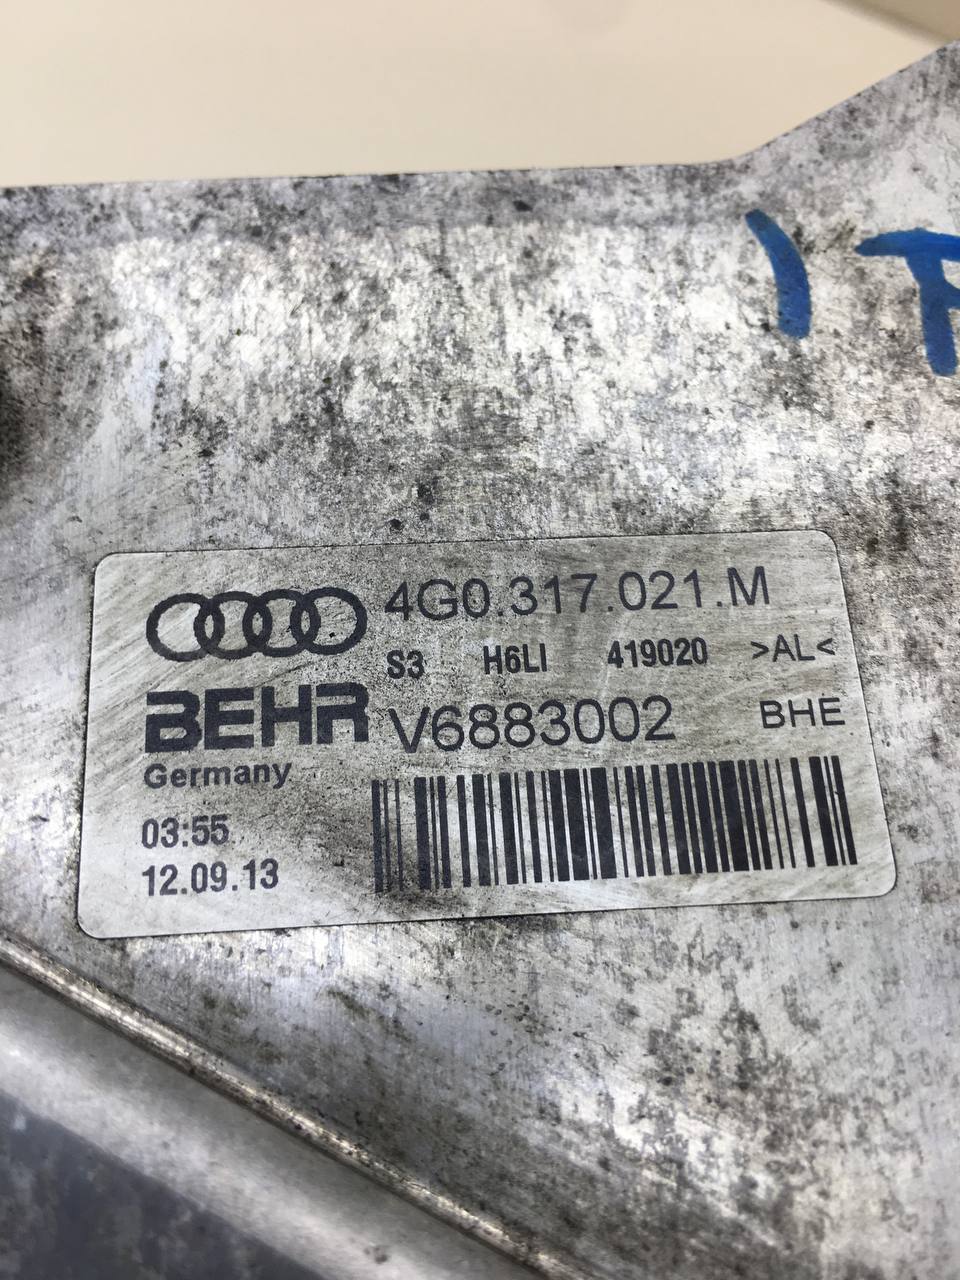 4G0.317.021.M
S3 H6LI 419020 >AL<
BEHR V6883002 BHE
Germany
03:55
12.09.13